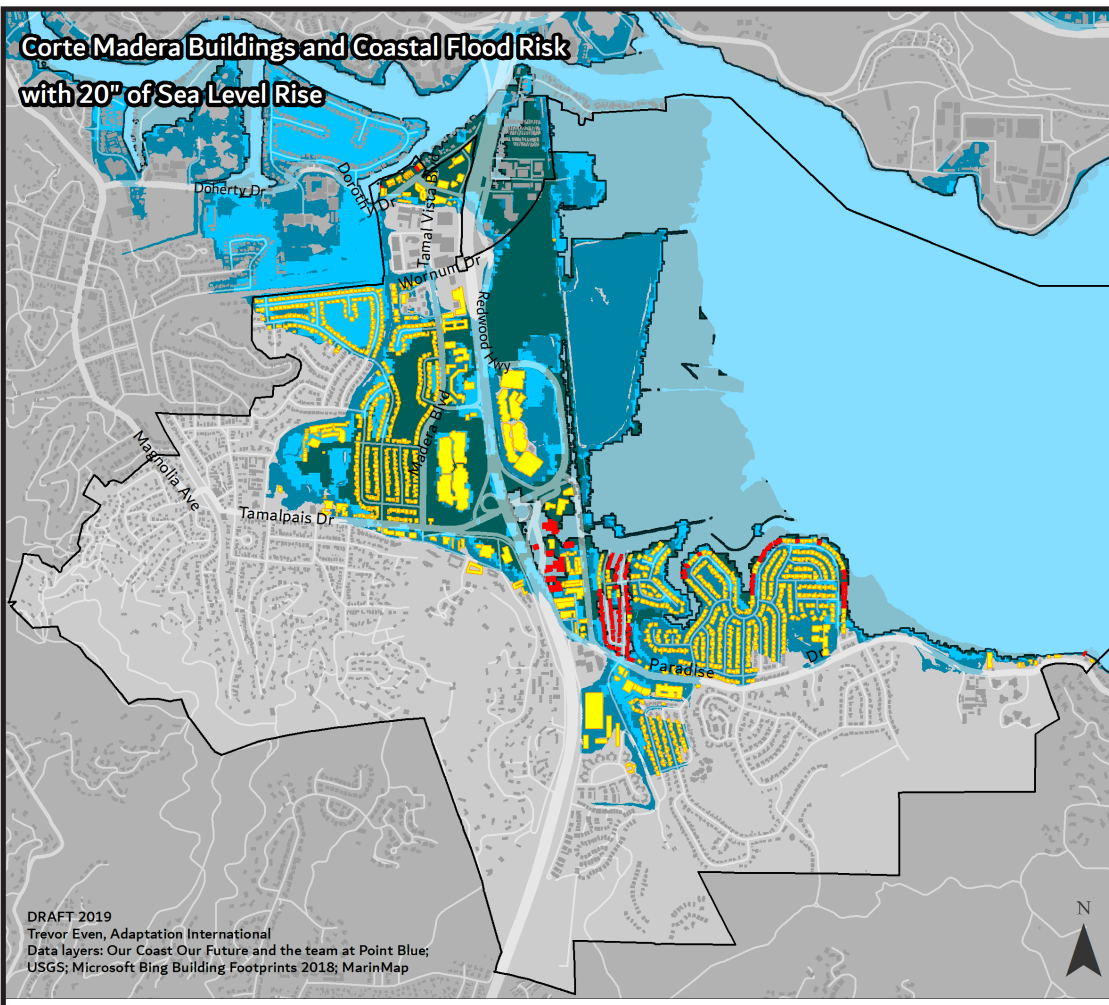 Corte Madera Buildings and Coastal Flood Risk
with 20" of Sea Level Rise
Doherty Dr
Dorothy Dr
Tamal Vista Blvd
Wornum Dr
Redwood Hwy
Madera Blvd
Magnolia Ave
Tamalpais Dr
Paradise Dr
DRAFT 2019
Trevor Even, Adaptation International
Data layers: Our Coast Our Future and the team at Point Blue;
USGS; Microsoft Bing Building Footprints 2018; MarinMap
N